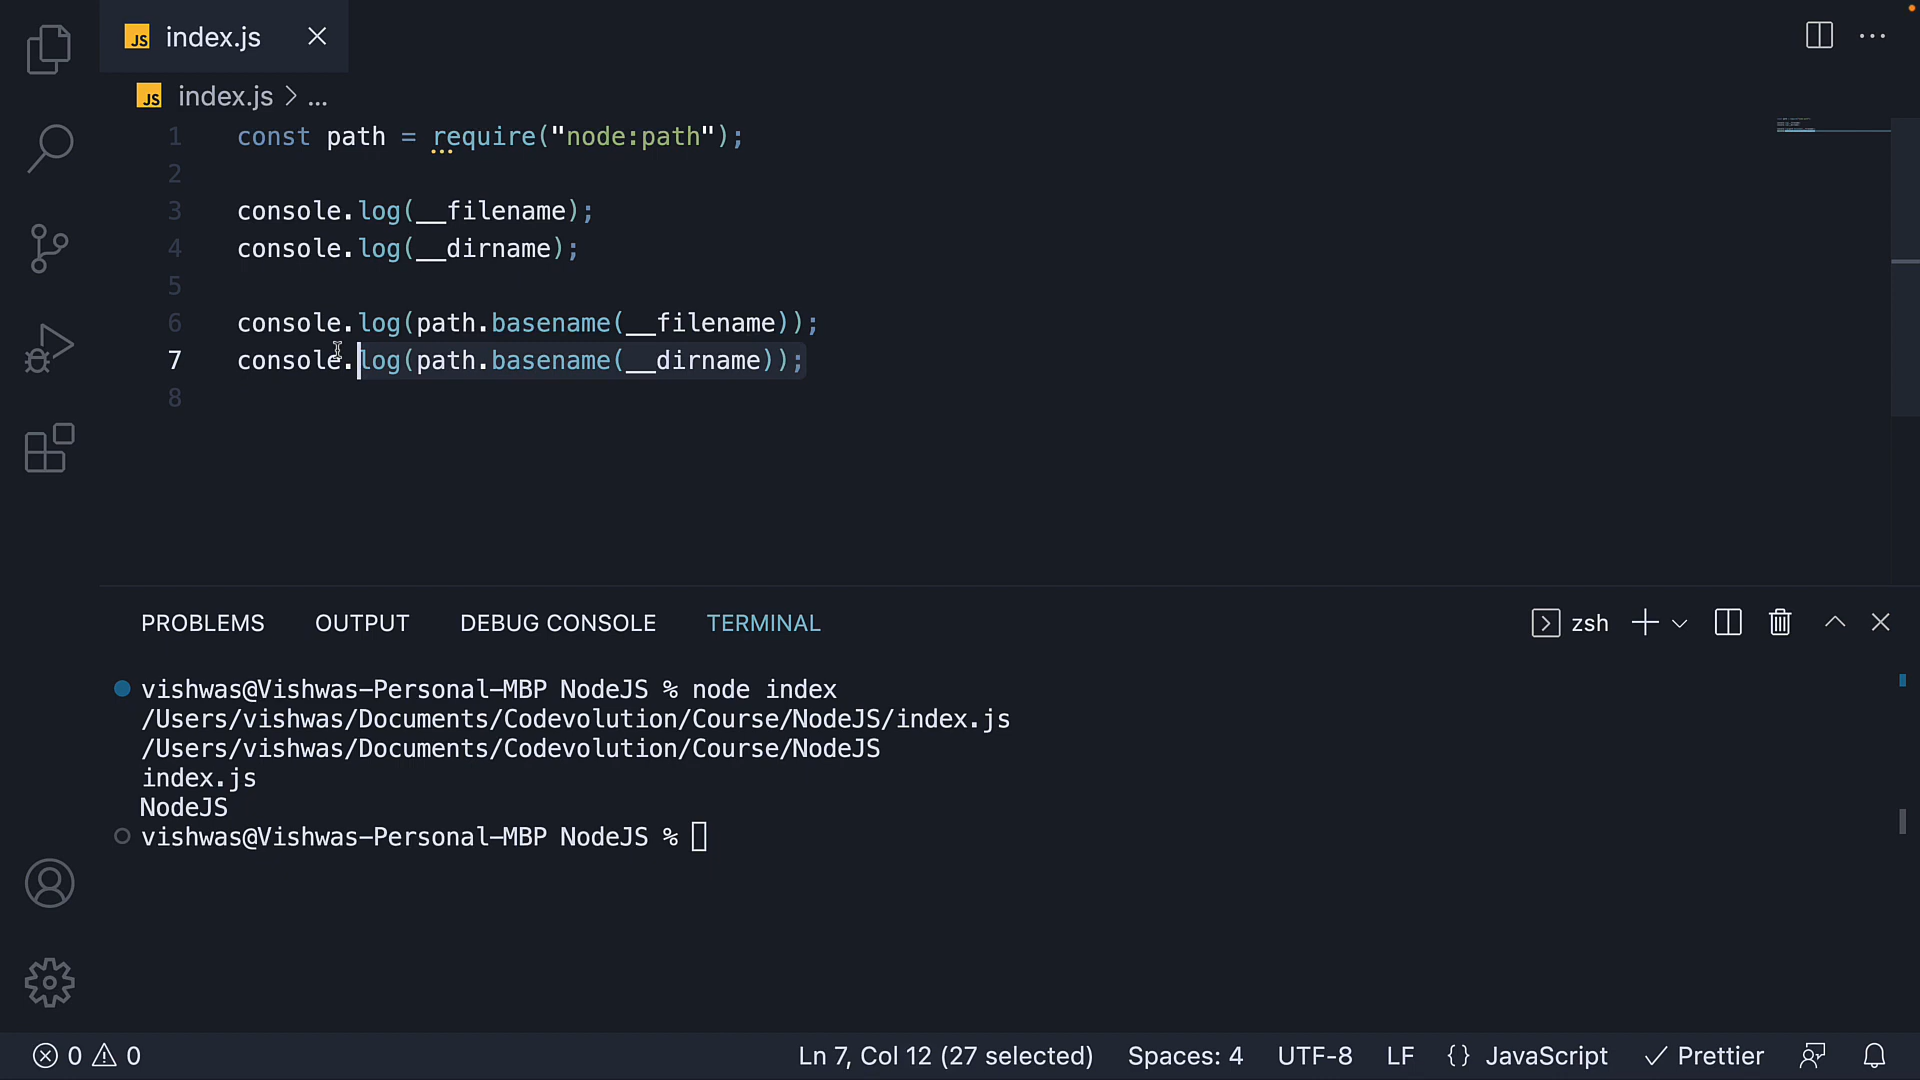 JS index.js
JS index.js > ...
1 const path = require("node:path");
2
3 console.log(__filename);
4 console.log(__dirname);
5
6 console.log(path.basename(__filename));
7 console.log(path.basename(__dirname));
8
PROBLEMS OUTPUT DEBUG CONSOLE TERMINAL zsh
vishwas@Vishwas-Personal-MBP NodeJS % node index
/Users/vishwas/Documents/Codevolution/Course/NodeJS/index.js
/Users/vishwas/Documents/Codevolution/Course/NodeJS
index.js
NodeJS
vishwas@Vishwas-Personal-MBP NodeJS %
0 0 Ln 7, Col 12 (27 selected) Spaces: 4 UTF-8 LF {} JavaScript Prettier